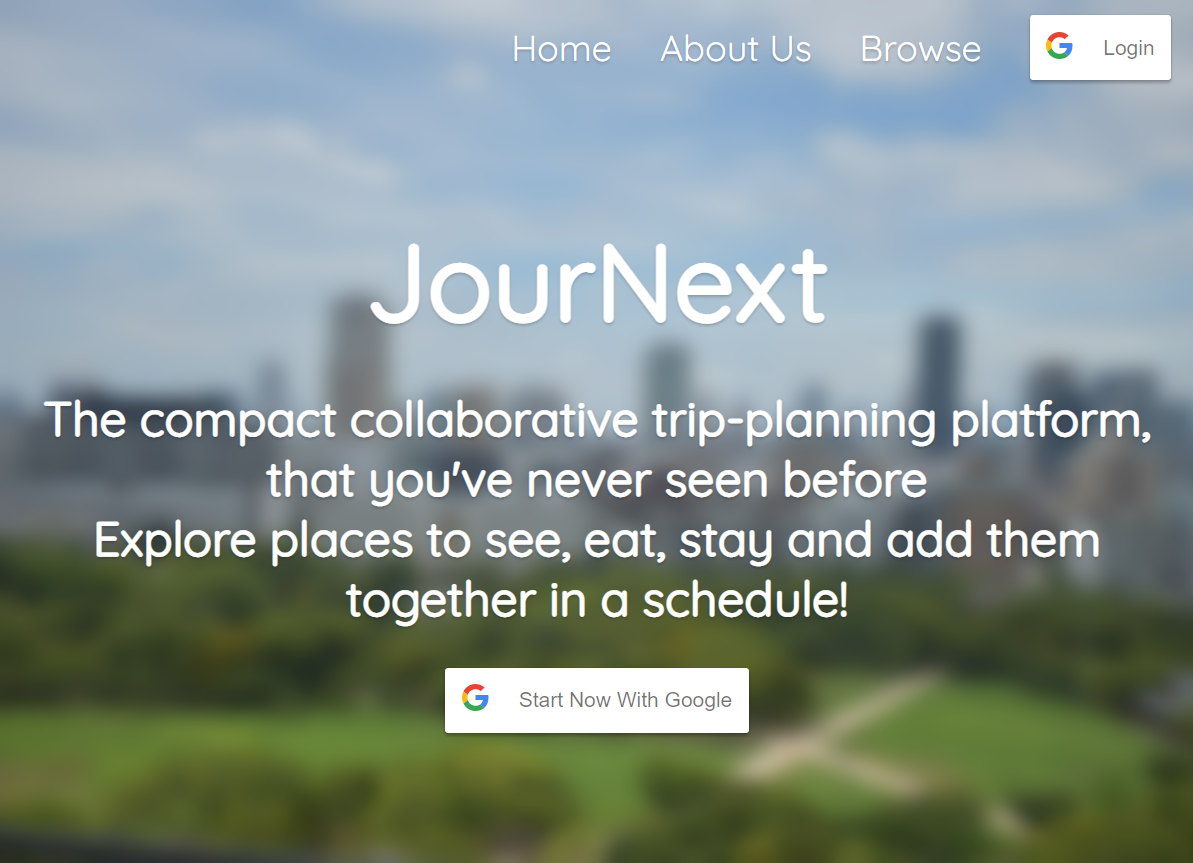 Home About Us Browse Login
JourNext
The compact collaborative trip-planning platform,
that you've never seen before
Explore places to see, eat, stay and add them
together in a schedule!
Start Now With Google